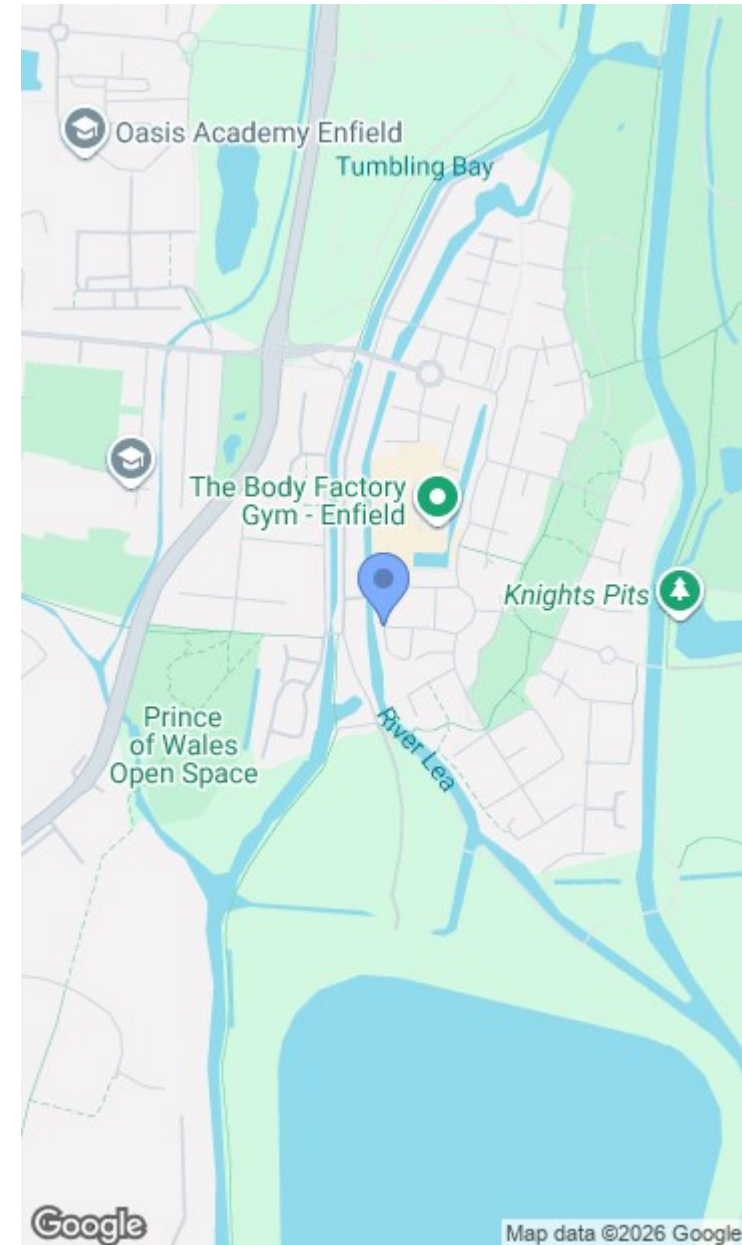 Oasis Academy Enfield
Tumbling Bay
The Body Factory
Gym - Enfield
Knights Pits
Prince
of Wales
Open Space
River Lea
Google
Map data ©2026 Google